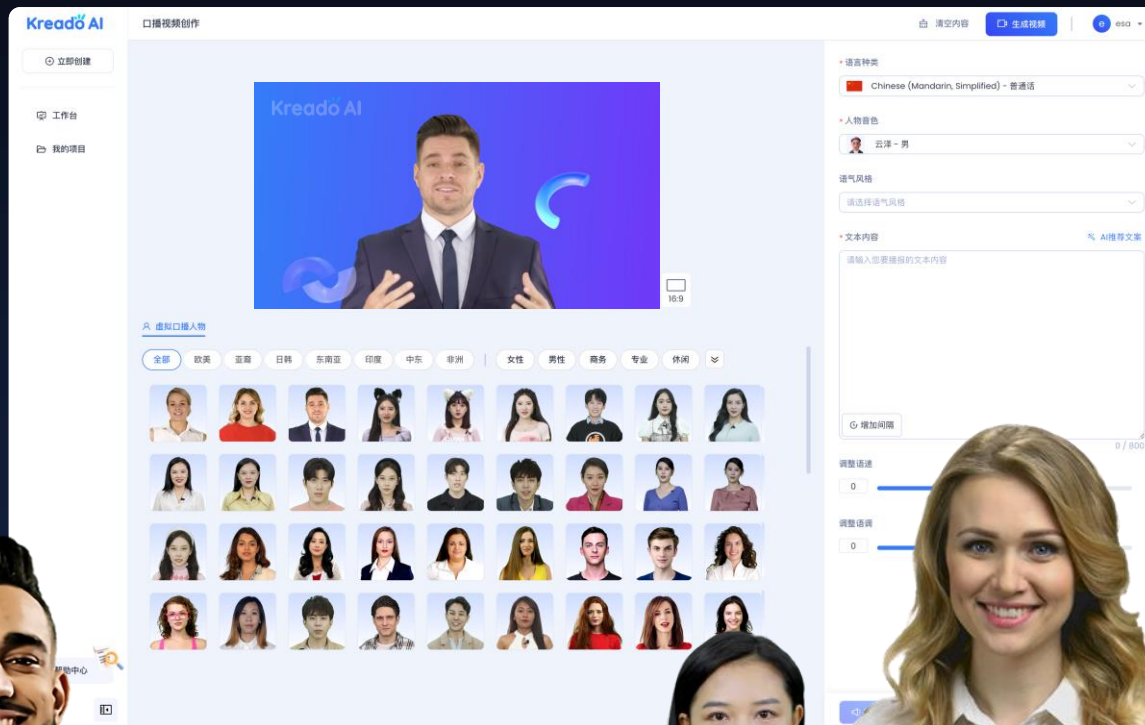 Kreado AI
口播视频创作
清空内容
生成视频
e
esa
立即创建
工作台
我的项目
Kreado AI
16:9
虚拟口播人物
全部 欧美 亚裔 日韩 东南亚 印度 中东 非洲 女性 男性 商务 专业 休闲
帮助中心
* 语言种类
Chinese (Mandarin, Simplified) - 普通话
* 人物音色
云洋 - 男
语气风格
请选择语气风格
* 文本内容
AI推荐文案
请输入您要播报的文本内容
增加间隔
0 / 800
调整语速
0
调整语调
0